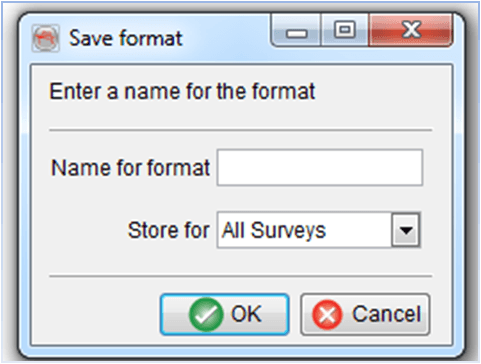 Save format
Enter a name for the format
Name for format
Store for All Surveys
OK Cancel